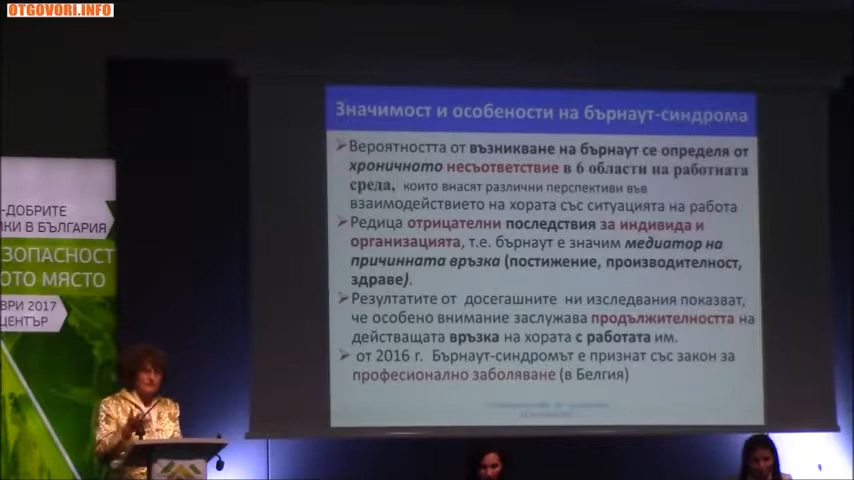 OTGOVORI.INFO
Значимост и особености на бърнаут-синдрома
Вероятността от възникване на бърнаут се определя от
хроничното несъответствие в 6 области на работната
среда, които внасят различни перспективи във
взаимодействието на хората със ситуацията на работа
Редица отрицателни последствия за индивида и
организацията, т.е. бърнаут е значим медиатор на
причинната връзка (постижение, производителност,
здраве).
Резултатите от досегашните ни изследвания показват,
че особено внимание заслужава продължителността на
действащата връзка на хората с работата им.
от 2016 г. Бърнаут-синдромът е признат със закон за
професионално заболяване (в Белгия)
-ДОБРИТЕ
КИ В БЪЛГАРИЯ
ЗОПАСНОСТ
ОТО МЯСТО
ВРИ 2017
ЦЕНТЪР